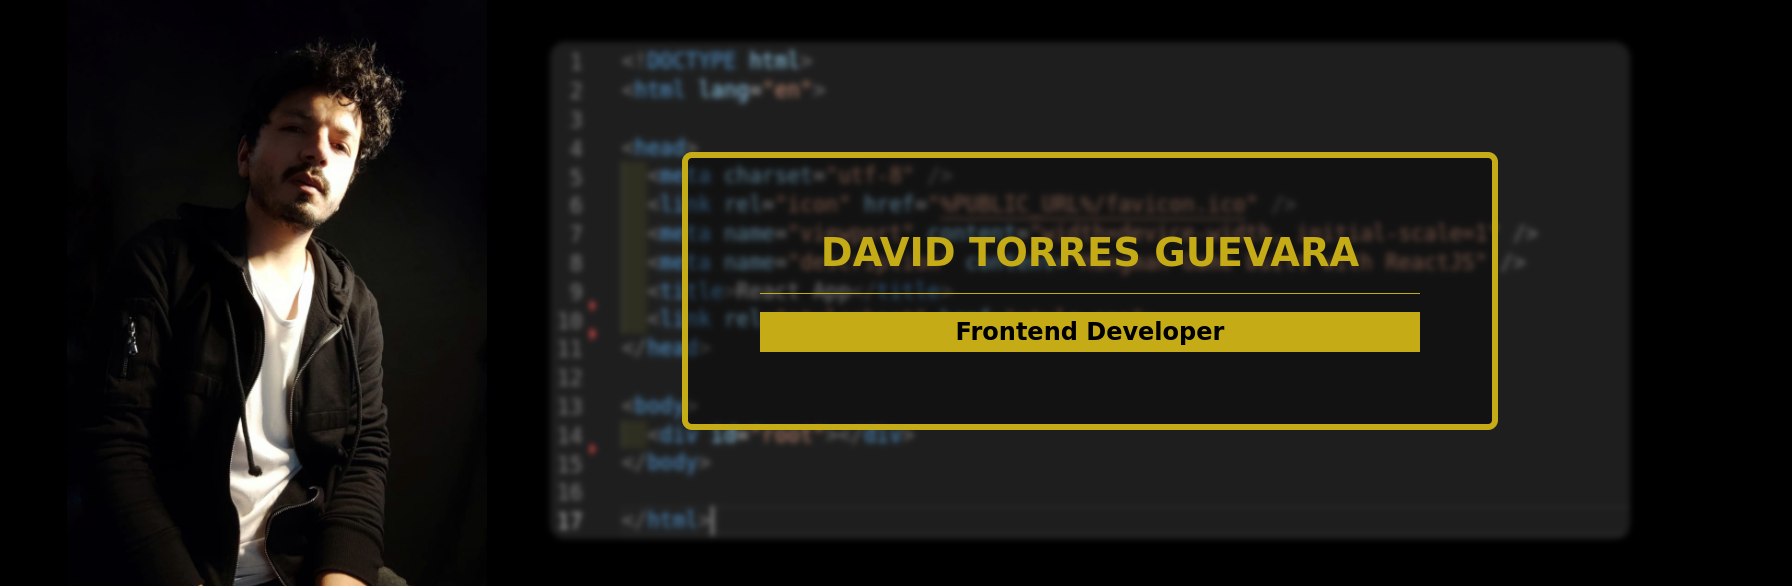 1 <!DOCTYPE html>
2 <html lang="en">
3
4 <head>
5 <meta charset="utf-8" />
6 <link rel="icon" href="%PUBLIC_URL%/favicon.ico" />
7 <meta name=" initial-scale=1" />
8 <meta name=" ReactJS" />
DAVID TORRES GUEVARA
9 <title>React App</title>
10 <link rel
Frontend Developer
11 </head>
12
13 <body>
14 <div id="root"></div>
15 </body>
16
17 </html>